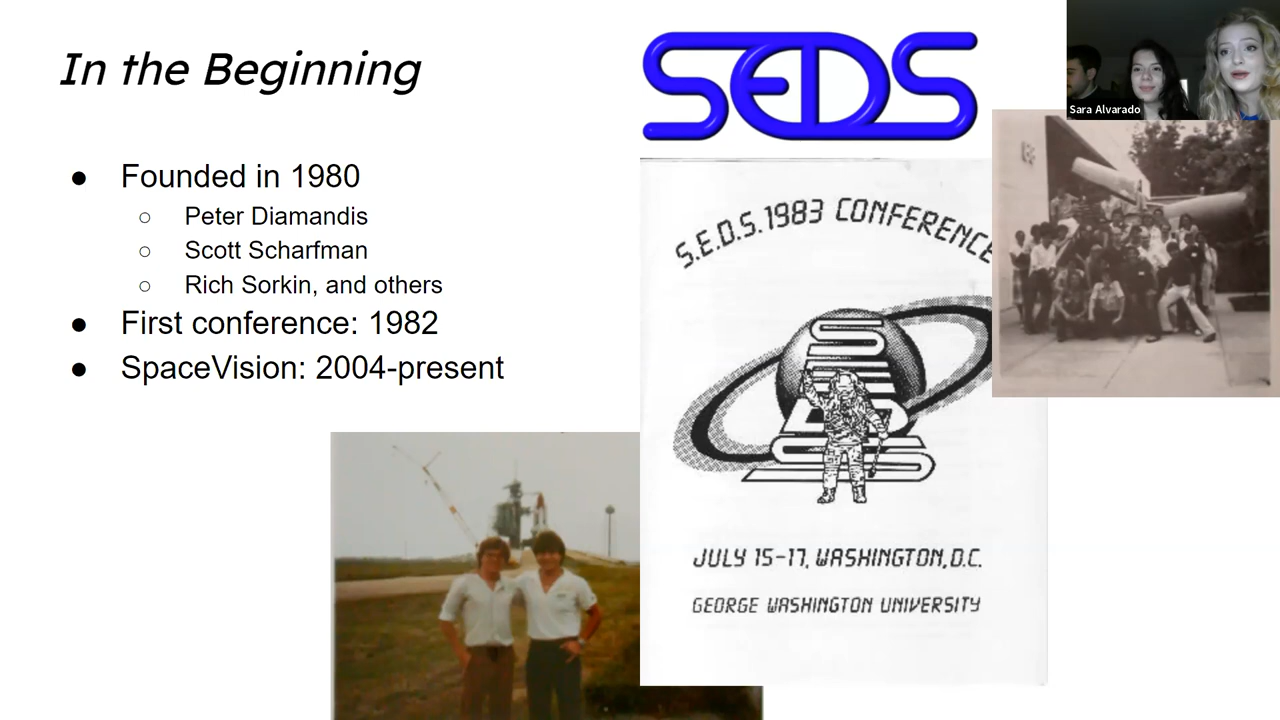 In the Beginning
SEDS
Sara Alvarado
● Founded in 1980
○ Peter Diamandis
○ Scott Scharfman
○ Rich Sorkin, and others
● First conference: 1982
● SpaceVision: 2004-present
S.E.D.S. 1983 CONFERENCE
SEDS
JULY 15-17, WASHINGTON, D.C.
GEORGE WASHINGTON UNIVERSITY